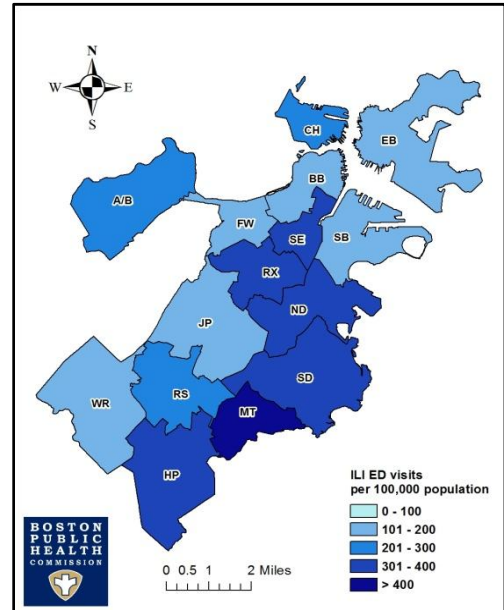 N
W E
S
CH
EB
BB
A/B
FW
SE
SB
RX
ND
JP
SD
WR
RS
MT
HP
ILI ED visits
per 100,000 population
0 - 100
101 - 200
201 - 300
301 - 400
> 400
BOSTON
PUBLIC
HEALTH
COMMISSION
0 0.5 1 2 Miles